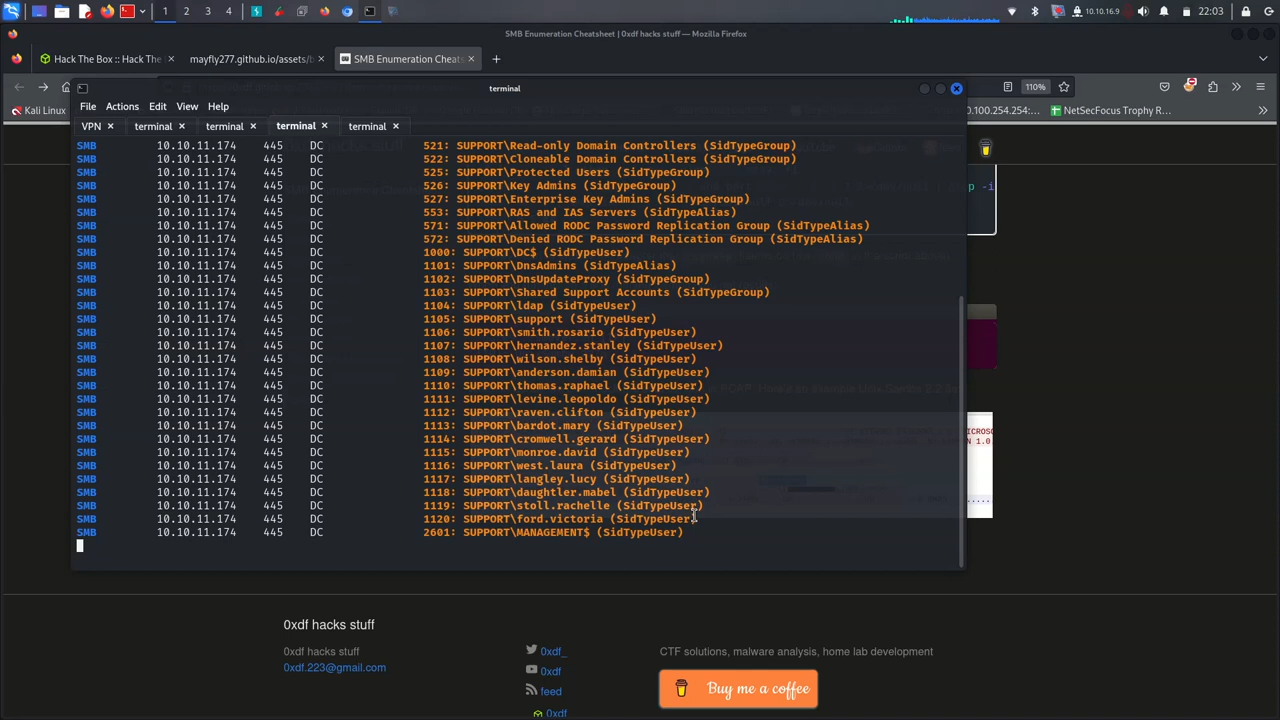 1 2 3 4 10.10.16.9 22:03
SMB Enumeration Cheatsheet | 0xdf hacks stuff — Mozilla Firefox
Hack The Box :: Hack The mayfly277.github.io/assets/b SMB Enumeration Cheats
110%
Kali Linux .100.254.254: NetSecFocus Trophy R...
terminal
File Actions Edit View Help
VPN terminal terminal terminal terminal
SMB 10.10.11.174 445 DC 521: SUPPORT\Read-only Domain Controllers (SidTypeGroup)
SMB 10.10.11.174 445 DC 522: SUPPORT\Cloneable Domain Controllers (SidTypeGroup)
SMB 10.10.11.174 445 DC 525: SUPPORT\Protected Users (SidTypeGroup)
SMB 10.10.11.174 445 DC 526: SUPPORT\Key Admins (SidTypeGroup)
SMB 10.10.11.174 445 DC 527: SUPPORT\Enterprise Key Admins (SidTypeGroup)
SMB 10.10.11.174 445 DC 553: SUPPORT\RAS and IAS Servers (SidTypeAlias)
SMB 10.10.11.174 445 DC 571: SUPPORT\Allowed RODC Password Replication Group (SidTypeAlias)
SMB 10.10.11.174 445 DC 572: SUPPORT\Denied RODC Password Replication Group (SidTypeAlias)
SMB 10.10.11.174 445 DC 1000: SUPPORT\DC$ (SidTypeUser)
SMB 10.10.11.174 445 DC 1101: SUPPORT\DnsAdmins (SidTypeAlias)
SMB 10.10.11.174 445 DC 1102: SUPPORT\DnsUpdateProxy (SidTypeGroup)
SMB 10.10.11.174 445 DC 1103: SUPPORT\Shared Support Accounts (SidTypeGroup)
SMB 10.10.11.174 445 DC 1104: SUPPORT\ldap (SidTypeUser)
SMB 10.10.11.174 445 DC 1105: SUPPORT\support (SidTypeUser)
SMB 10.10.11.174 445 DC 1106: SUPPORT\smith.rosario (SidTypeUser)
SMB 10.10.11.174 445 DC 1107: SUPPORT\hernandez.stanley (SidTypeUser)
SMB 10.10.11.174 445 DC 1108: SUPPORT\wilson.shelby (SidTypeUser)
SMB 10.10.11.174 445 DC 1109: SUPPORT\anderson.damian (SidTypeUser)
SMB 10.10.11.174 445 DC 1110: SUPPORT\thomas.raphael (SidTypeUser)
SMB 10.10.11.174 445 DC 1111: SUPPORT\levine.leopoldo (SidTypeUser)
SMB 10.10.11.174 445 DC 1112: SUPPORT\raven.clifton (SidTypeUser)
SMB 10.10.11.174 445 DC 1113: SUPPORT\bardot.mary (SidTypeUser)
SMB 10.10.11.174 445 DC 1114: SUPPORT\cromwell.gerard (SidTypeUser)
SMB 10.10.11.174 445 DC 1115: SUPPORT\monroe.david (SidTypeUser)
SMB 10.10.11.174 445 DC 1116: SUPPORT\west.laura (SidTypeUser)
SMB 10.10.11.174 445 DC 1117: SUPPORT\langley.lucy (SidTypeUser)
SMB 10.10.11.174 445 DC 1118: SUPPORT\daughtler.mabel (SidTypeUser)
SMB 10.10.11.174 445 DC 1119: SUPPORT\stoll.rachelle (SidTypeUser)
SMB 10.10.11.174 445 DC 1120: SUPPORT\ford.victoria (SidTypeUser)
SMB 10.10.11.174 445 DC 2601: SUPPORT\MANAGEMENT$ (SidTypeUser)
p -i
MICROSC
N 1.0.
0xdf hacks stuff
0xdf hacks stuff 0xdf_ CTF solutions, malware analysis, home lab development
0xdf.223@gmail.com 0xdf
feed Buy me a coffee
0xdf